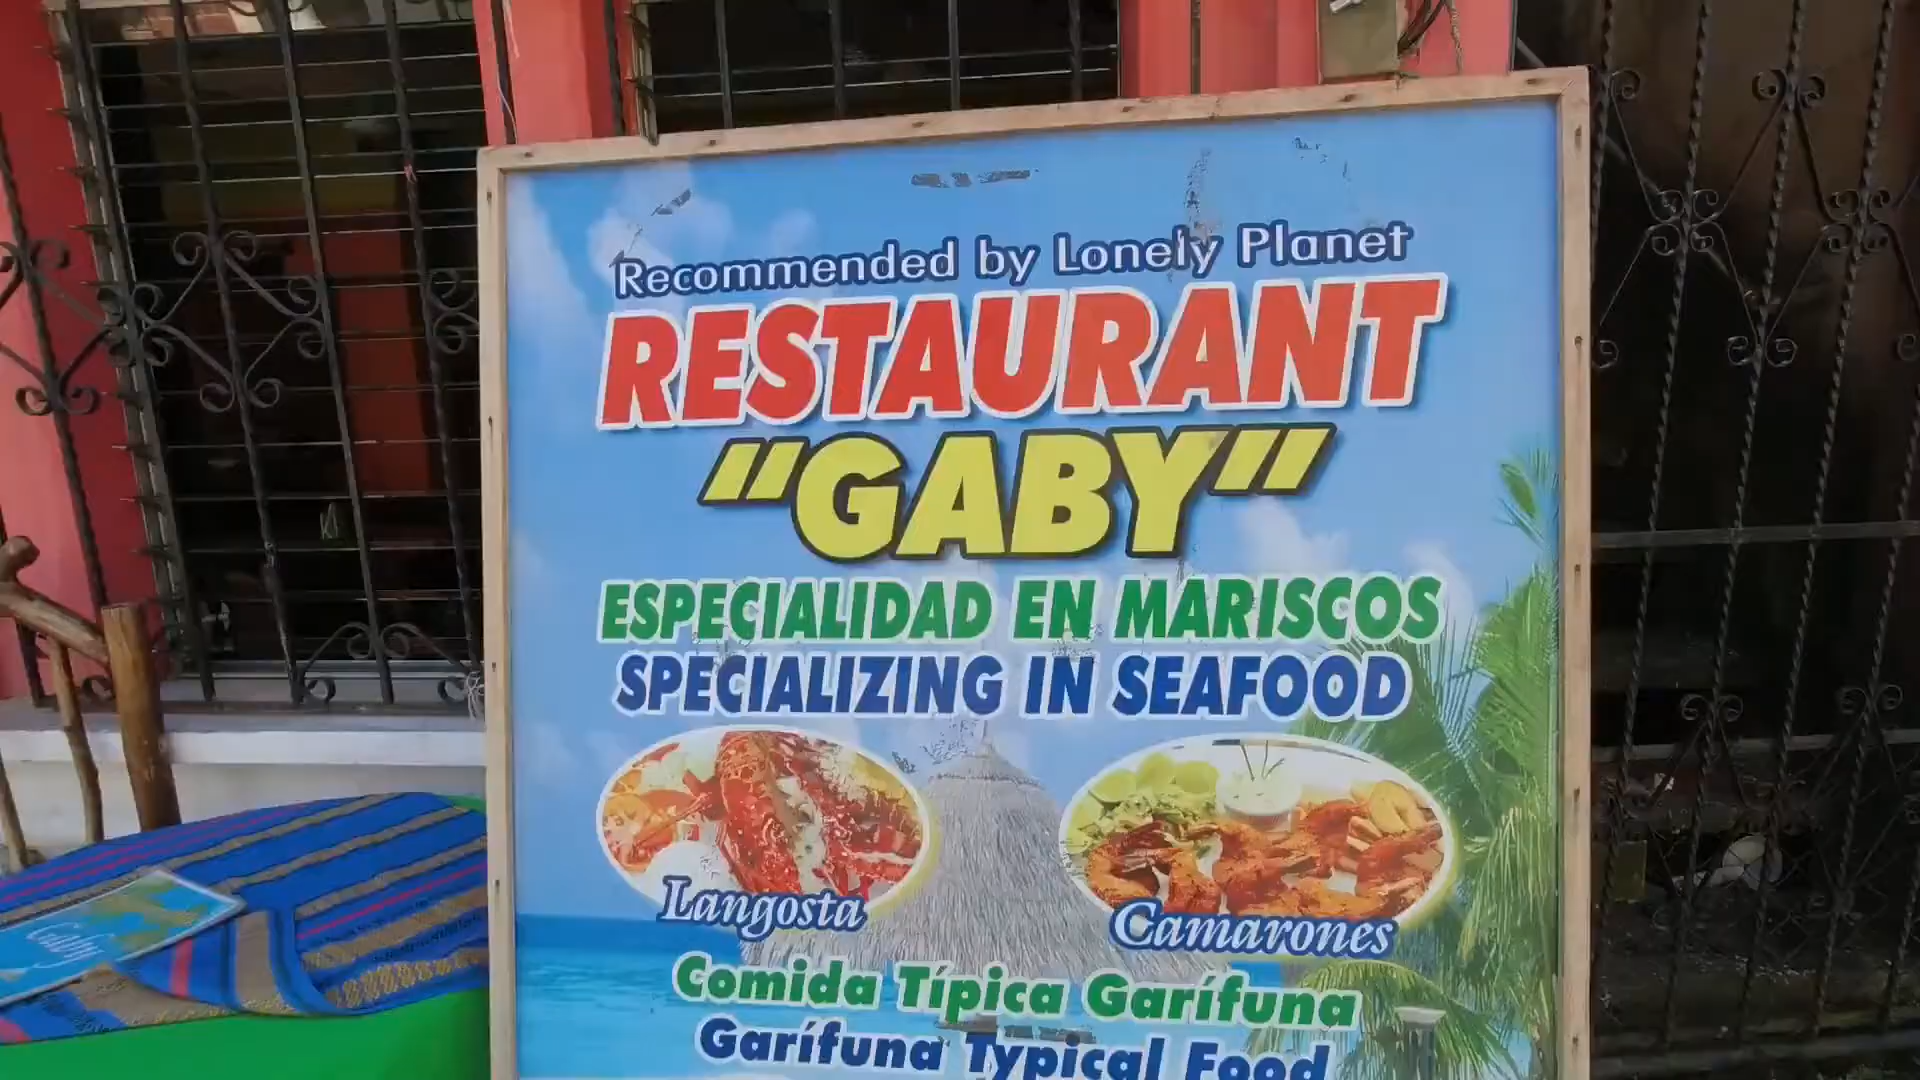 Recommended by Lonely Planet
RESTAURANT
"GABY"
ESPECIALIDAD EN MARISCOS
SPECIALIZING IN SEAFOOD
Langosta
Camarones
Comida Típica Garífuna
Garífuna Typical Food
Gaby